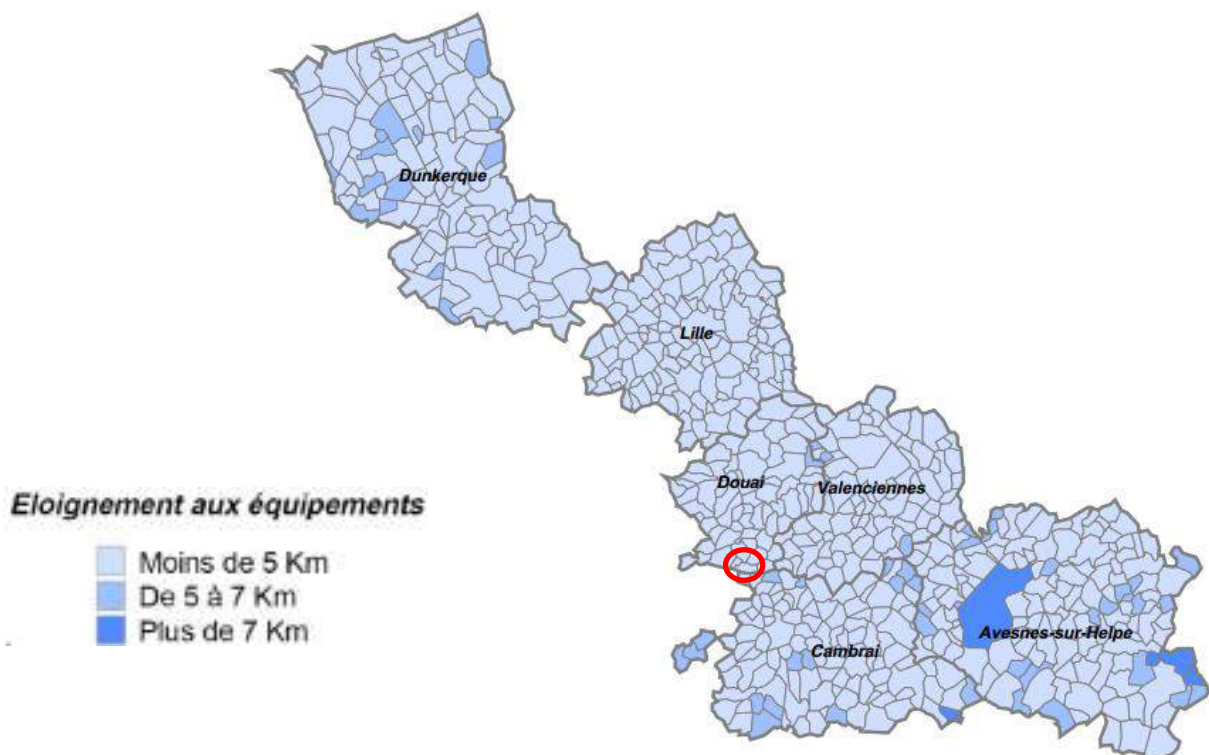 Dunkerque
Lille
Douai
Valenciennes
Eloignement aux équipements
Moins de 5 Km
De 5 à 7 Km
Plus de 7 Km
Avesnes-sur-Helpe
Cambrai